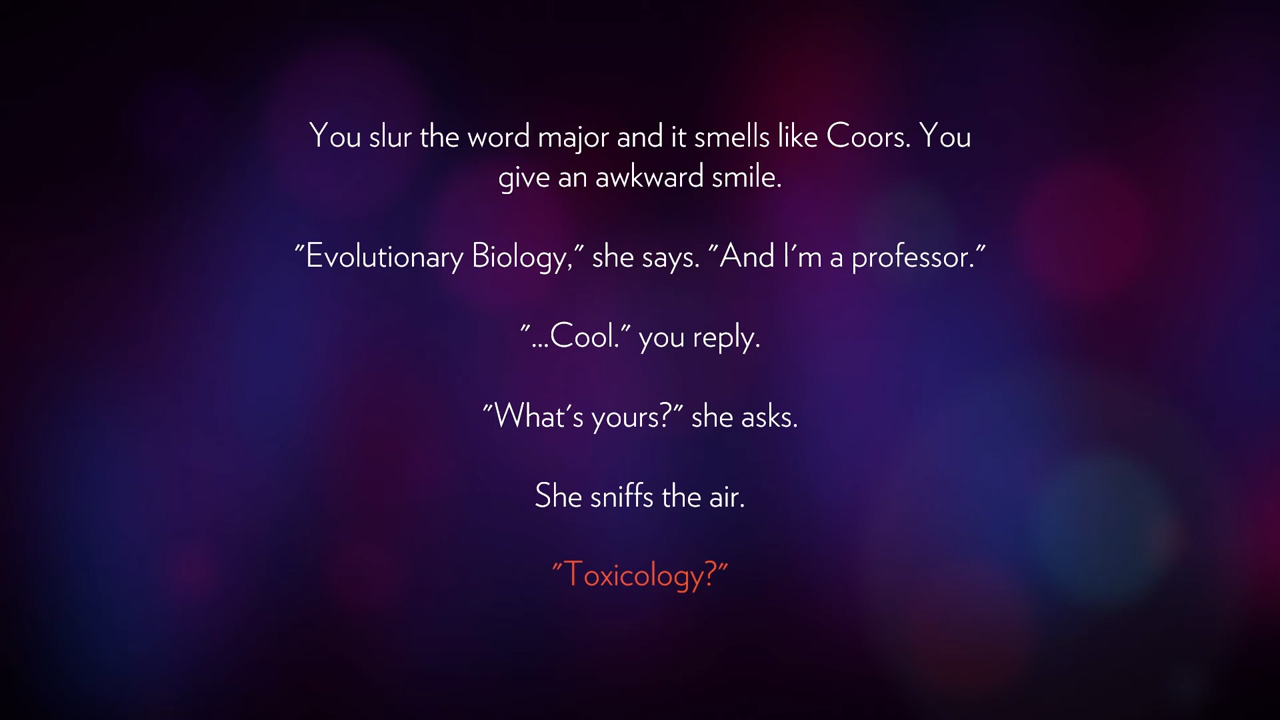 You slur the word major and it smells like Coors. You
give an awkward smile.
"Evolutionary Biology," she says. "And I'm a professor."
"...Cool." you reply.
"What's yours?" she asks.
She sniffs the air.
"Toxicology?"